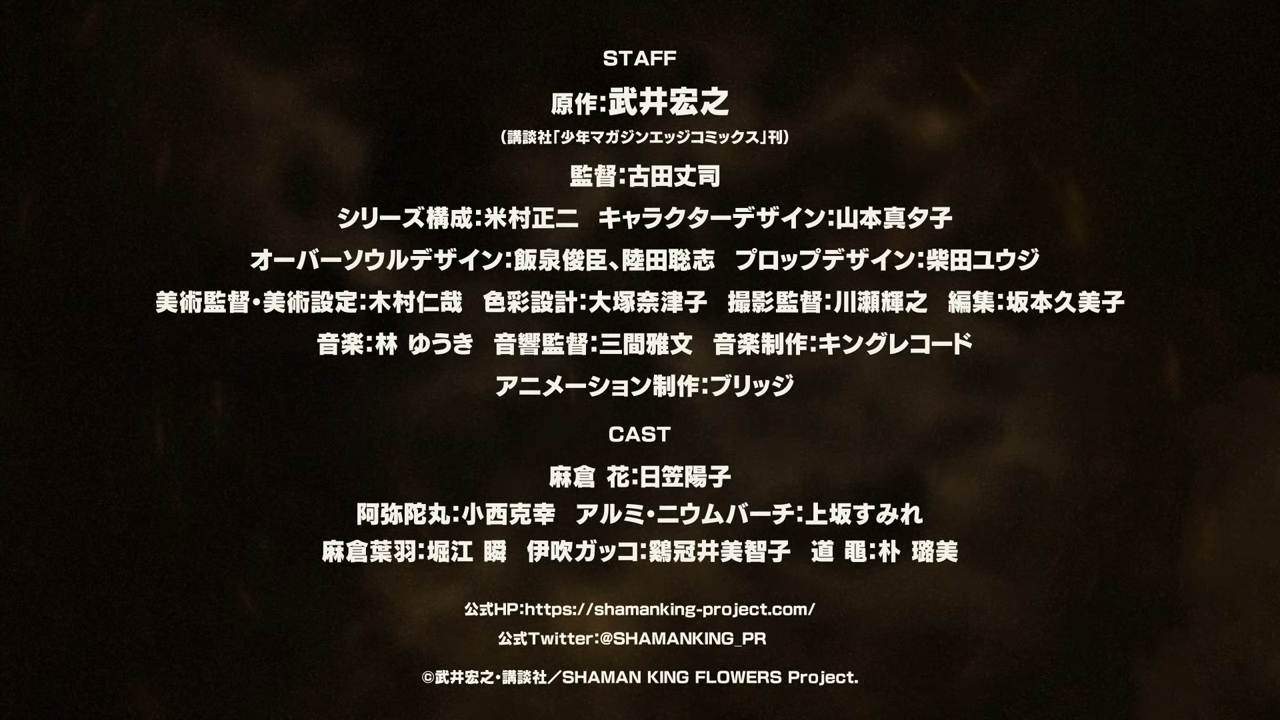 STAFF
原作:武井宏之
(講談社「少年マガジンエッジコミックス」刊)
監督:古田丈司
シリーズ構成:米村正二 キャラクターデザイン:山本真夕子
オーバーソウルデザイン:飯泉俊臣、陸田聡志 プロップデザイン:柴田ユウジ
美術監督・美術設定:木村仁哉 色彩設計:大塚奈津子 撮影監督:川瀬輝之 編集:坂本久美子
音楽:林 ゆうき 音響監督:三間雅文 音楽制作:キングレコード
アニメーション制作:ブリッジ
CAST
麻倉 花:日笠陽子
阿弥陀丸:小西克幸 アルミ・ニウムバーチ:上坂すみれ
麻倉葉羽:堀江 瞬 伊吹ガッコ:鷄冠井美智子 道 黽:朴 璐美
公式HP:https://shamanking-project.com/
公式Twitter:@SHAMANKING_PR
©武井宏之・講談社／SHAMAN KING FLOWERS Project.